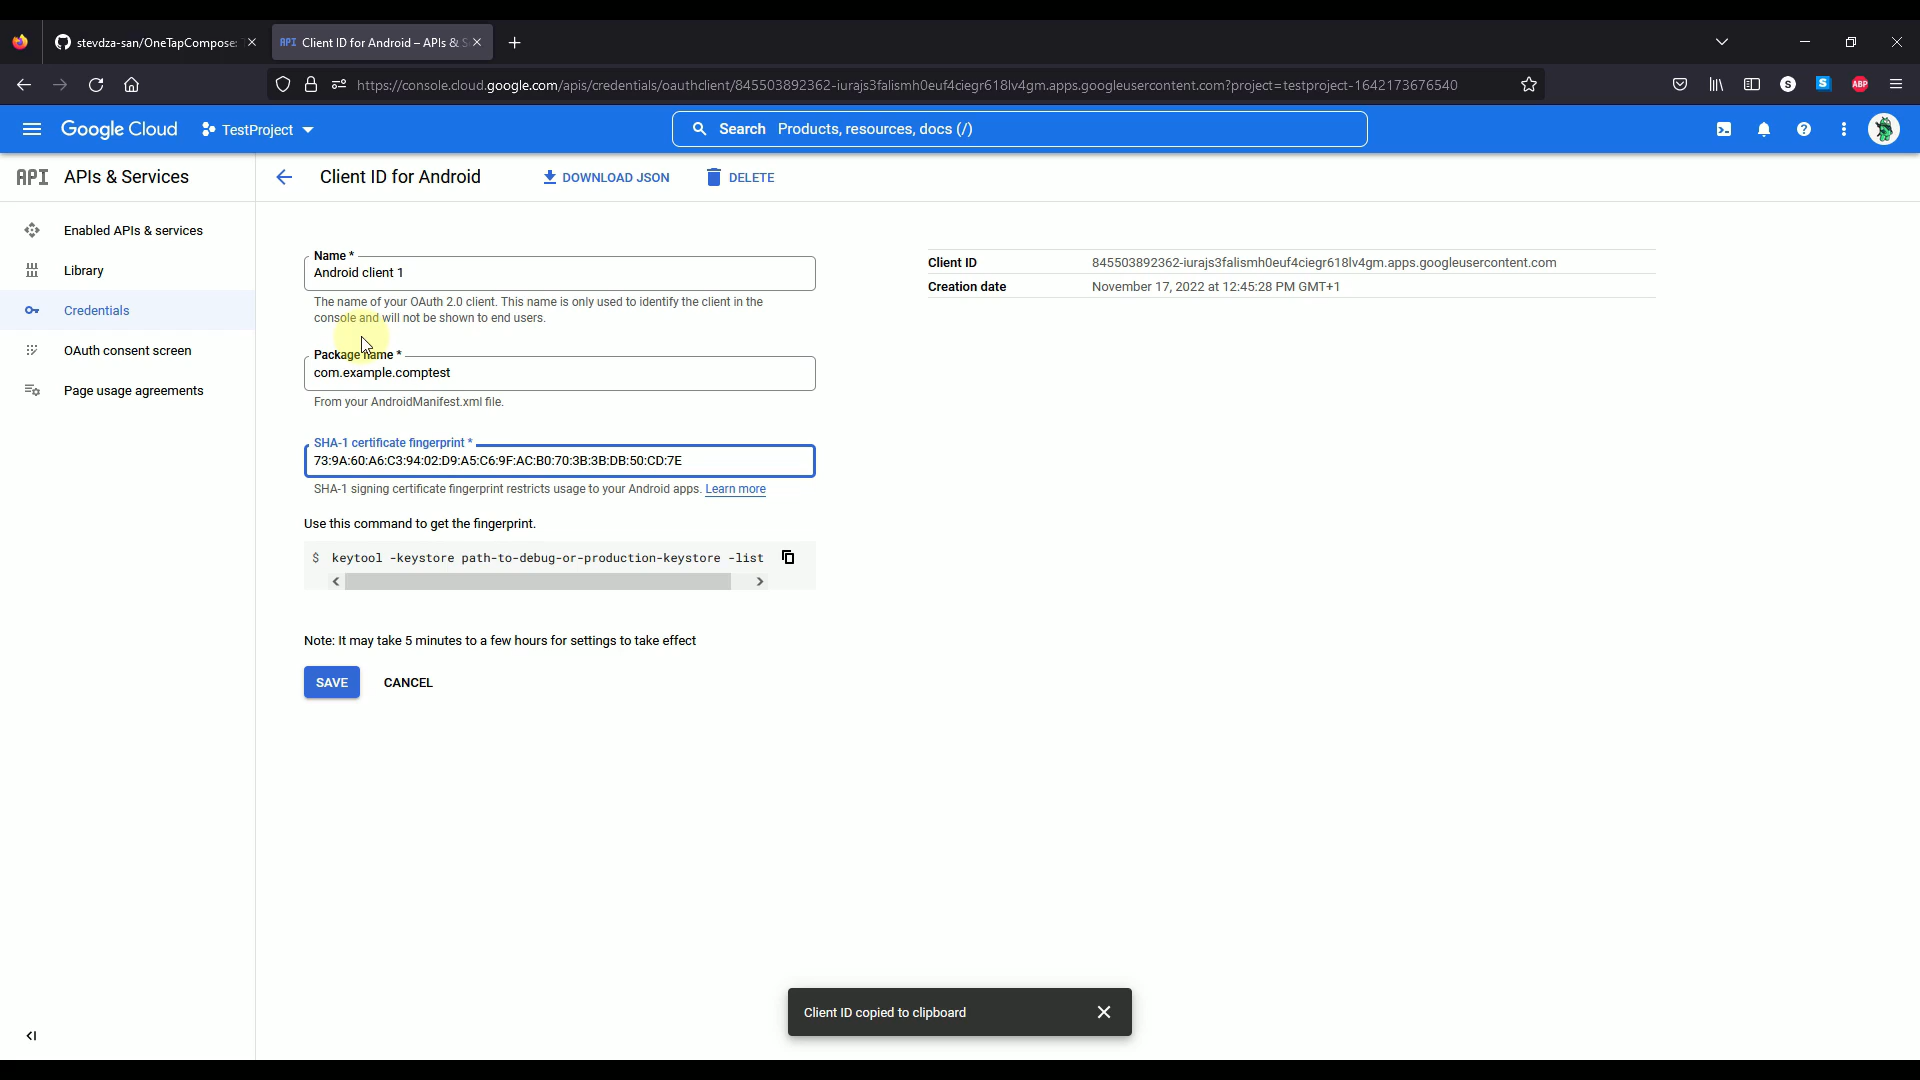 stevdza-san/OneTapCompose:
API Client ID for Android – APIs & S
https://console.cloud.google.com/apis/credentials/oauthclient/845503892362-iurajs3falismh0euf4ciegr618lv4gm.apps.googleusercontent.com?project=testproject-1642173676540
S
S
ABP
Google Cloud
TestProject
Search Products, resources, docs (/)
API APIs & Services
Client ID for Android
DOWNLOAD JSON
DELETE
Enabled APIs & services
Library
Credentials
OAuth consent screen
Page usage agreements
Name *
Android client 1
The name of your OAuth 2.0 client. This name is only used to identify the client in the
console and will not be shown to end users.
Package name *
com.example.comptest
From your AndroidManifest.xml file.
SHA-1 certificate fingerprint *
73:9A:60:A6:C3:94:02:D9:A5:C6:9F:AC:B0:70:3B:3B:DB:50:CD:7E
SHA-1 signing certificate fingerprint restricts usage to your Android apps. Learn more
Use this command to get the fingerprint.
$ keytool -keystore path-to-debug-or-production-keystore -list
Note: It may take 5 minutes to a few hours for settings to take effect
SAVE
CANCEL
Client ID 845503892362-iurajs3falismh0euf4ciegr618lv4gm.apps.googleusercontent.com
Creation date November 17, 2022 at 12:45:28 PM GMT+1
Client ID copied to clipboard